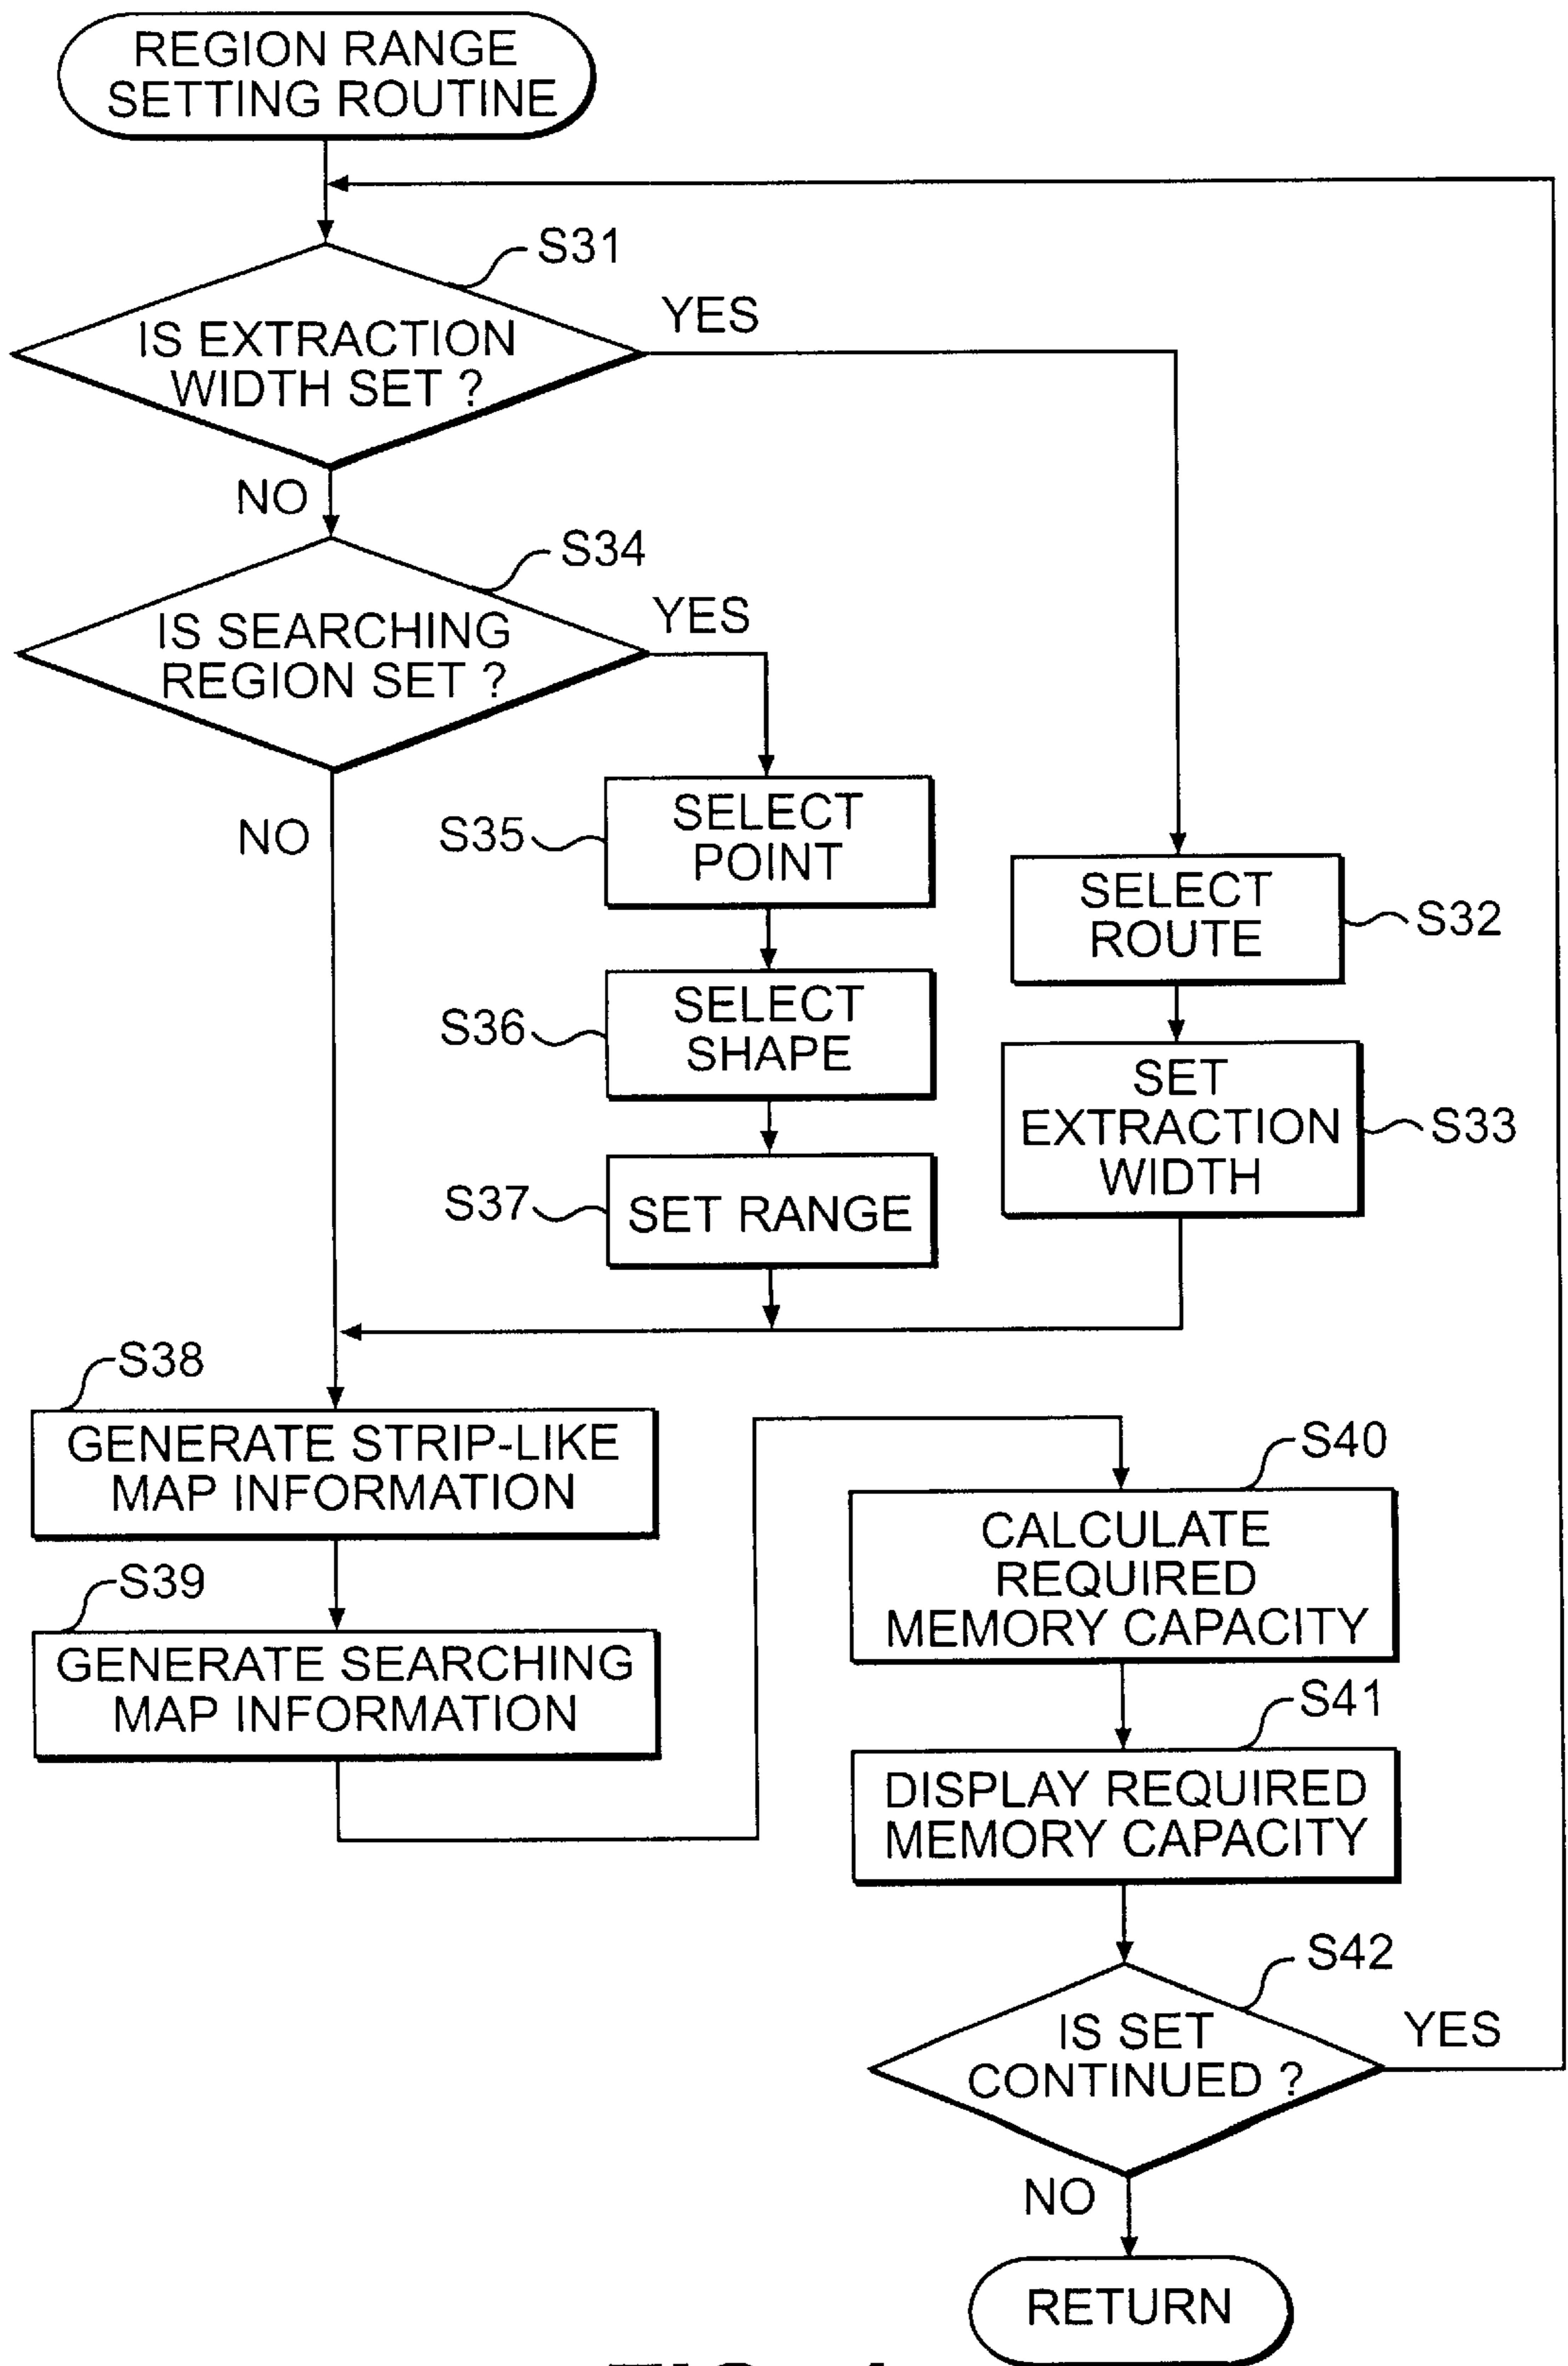 REGION RANGE
SETTING ROUTINE
S31
IS EXTRACTION
WIDTH SET ?
YES
NO
S34
IS SEARCHING
REGION SET ?
YES
NO
S35
SELECT
POINT
SELECT
ROUTE
S32
S36
SELECT
SHAPE
SET
EXTRACTION
WIDTH
S33
S37
SET RANGE
S38
GENERATE STRIP-LIKE
MAP INFORMATION
S39
GENERATE SEARCHING
MAP INFORMATION
S40
CALCULATE
REQUIRED
MEMORY CAPACITY
S41
DISPLAY REQUIRED
MEMORY CAPACITY
S42
IS SET
CONTINUED ?
YES
NO
RETURN